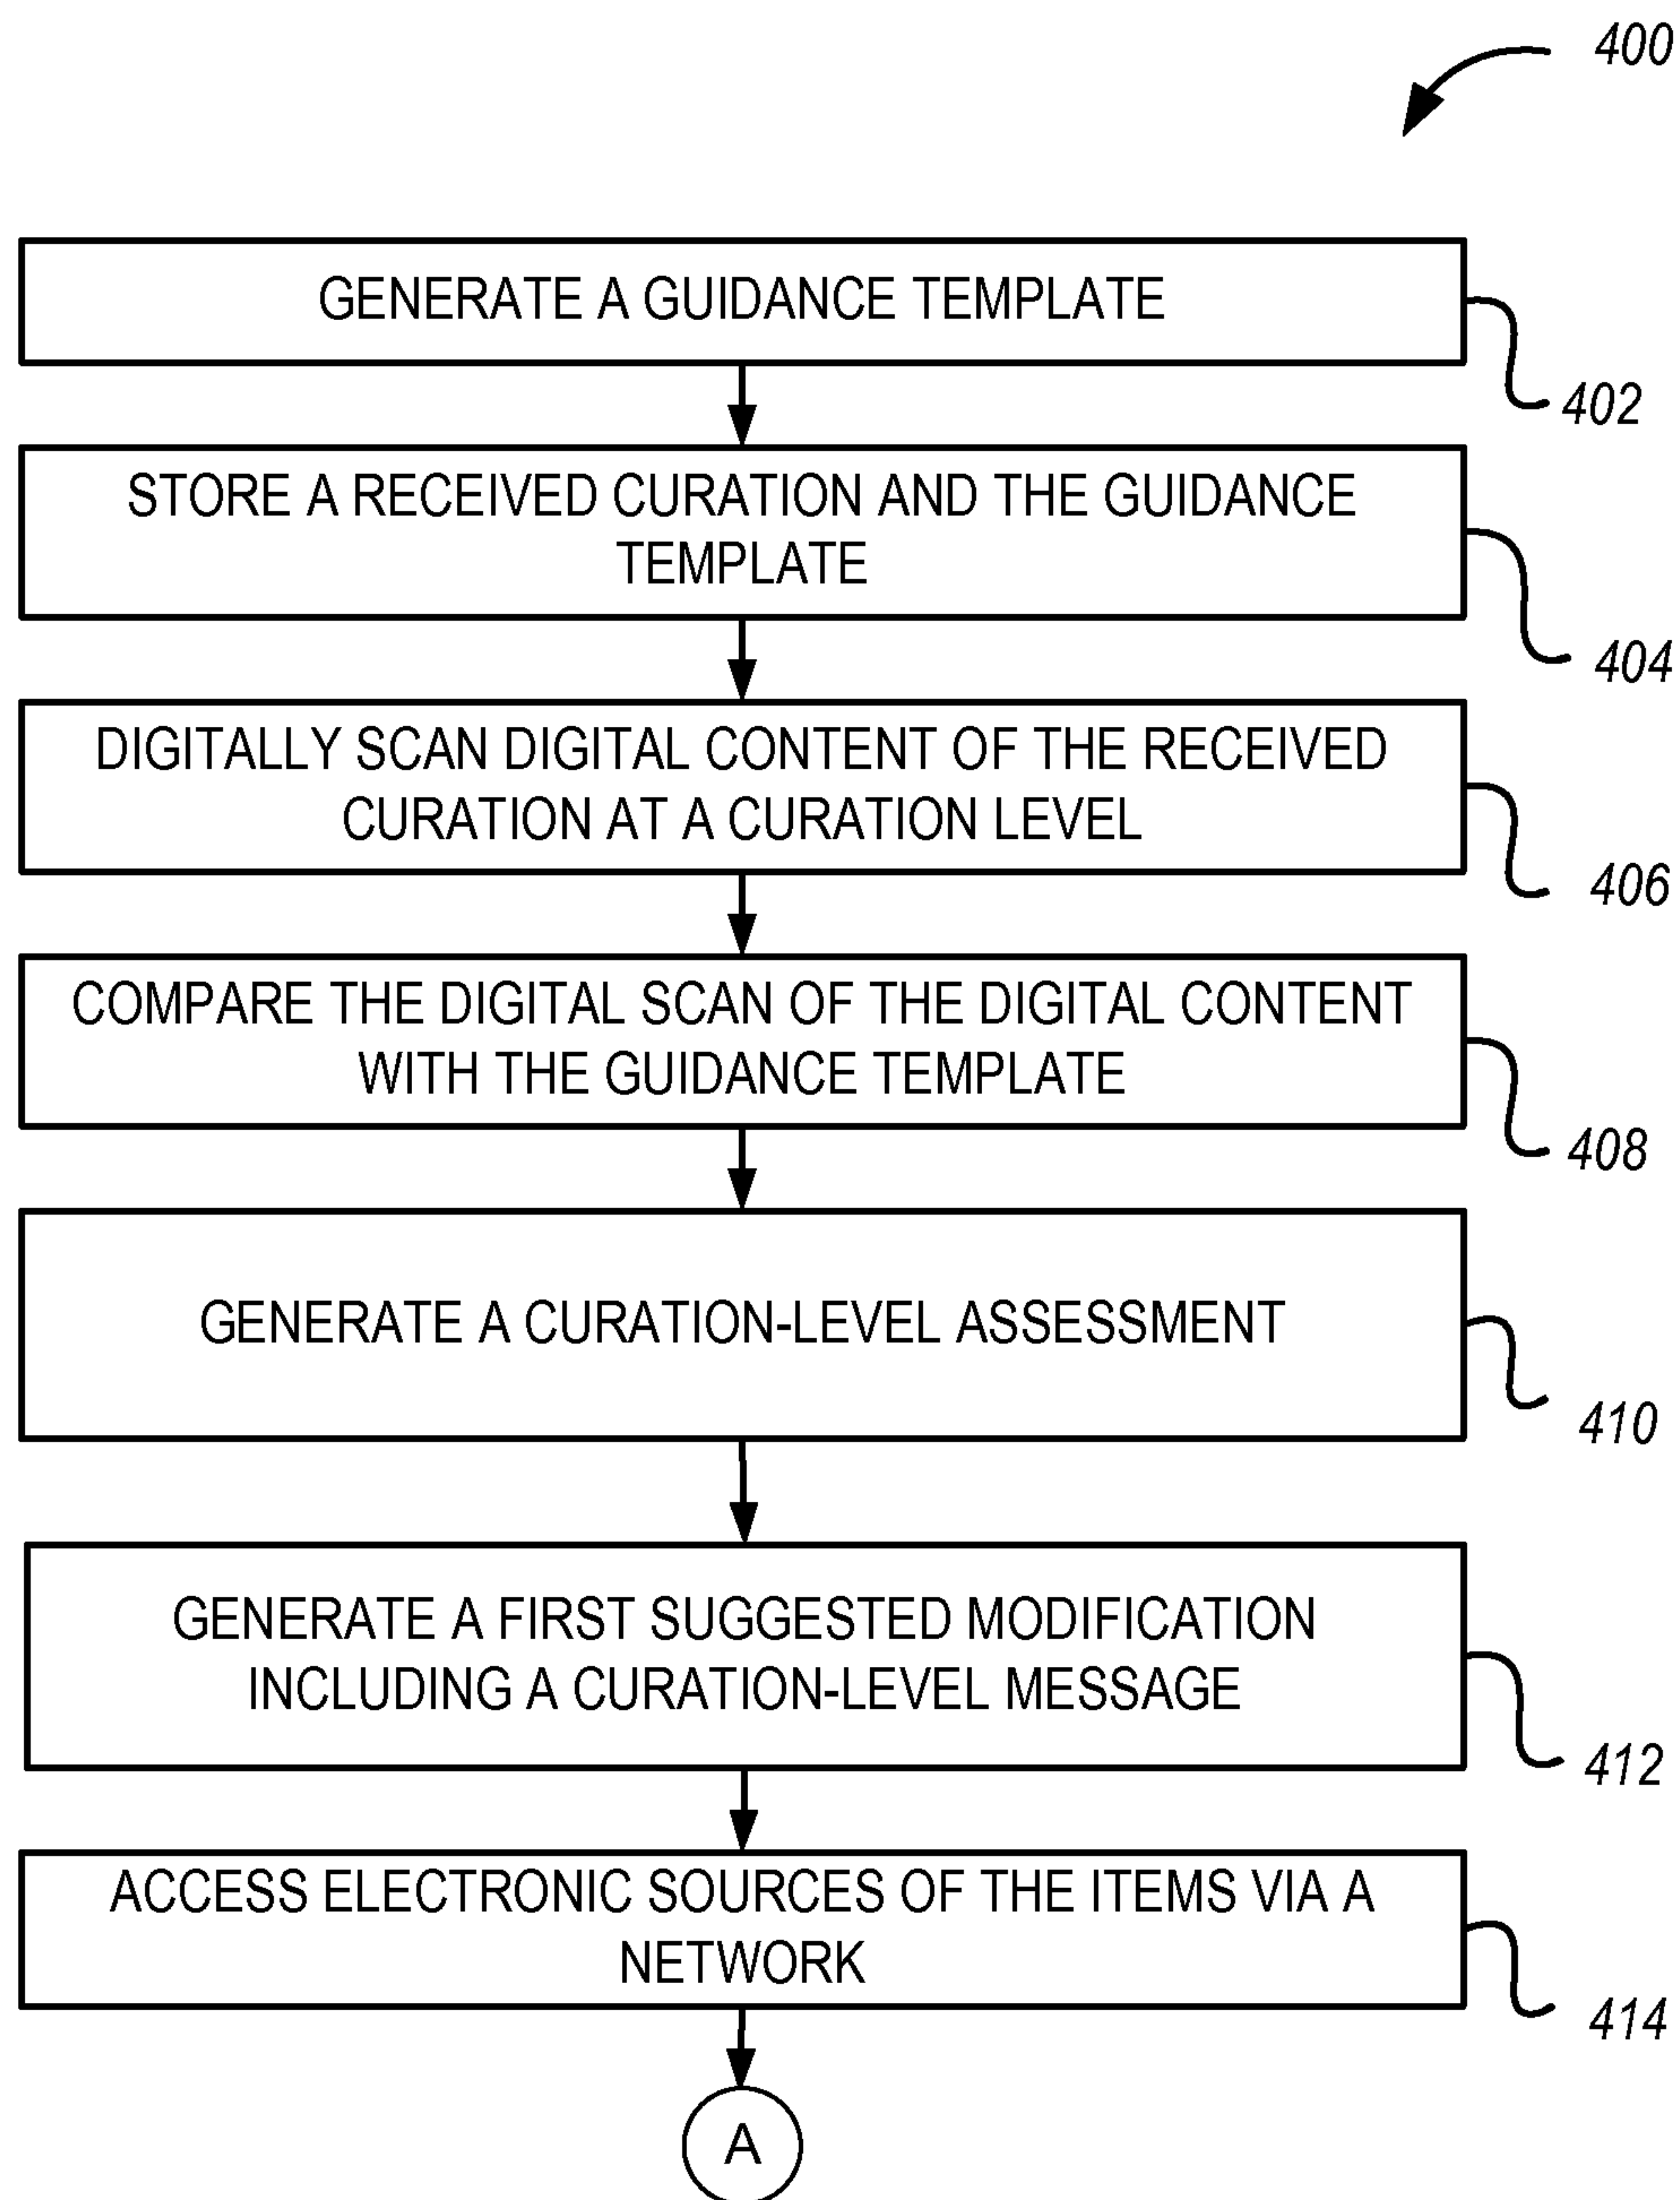 400
GENERATE A GUIDANCE TEMPLATE
402
STORE A RECEIVED CURATION AND THE GUIDANCE
TEMPLATE
404
DIGITALLY SCAN DIGITAL CONTENT OF THE RECEIVED
CURATION AT A CURATION LEVEL
406
COMPARE THE DIGITAL SCAN OF THE DIGITAL CONTENT
WITH THE GUIDANCE TEMPLATE
408
GENERATE A CURATION-LEVEL ASSESSMENT
410
GENERATE A FIRST SUGGESTED MODIFICATION
INCLUDING A CURATION-LEVEL MESSAGE
412
ACCESS ELECTRONIC SOURCES OF THE ITEMS VIA A
NETWORK
414
A